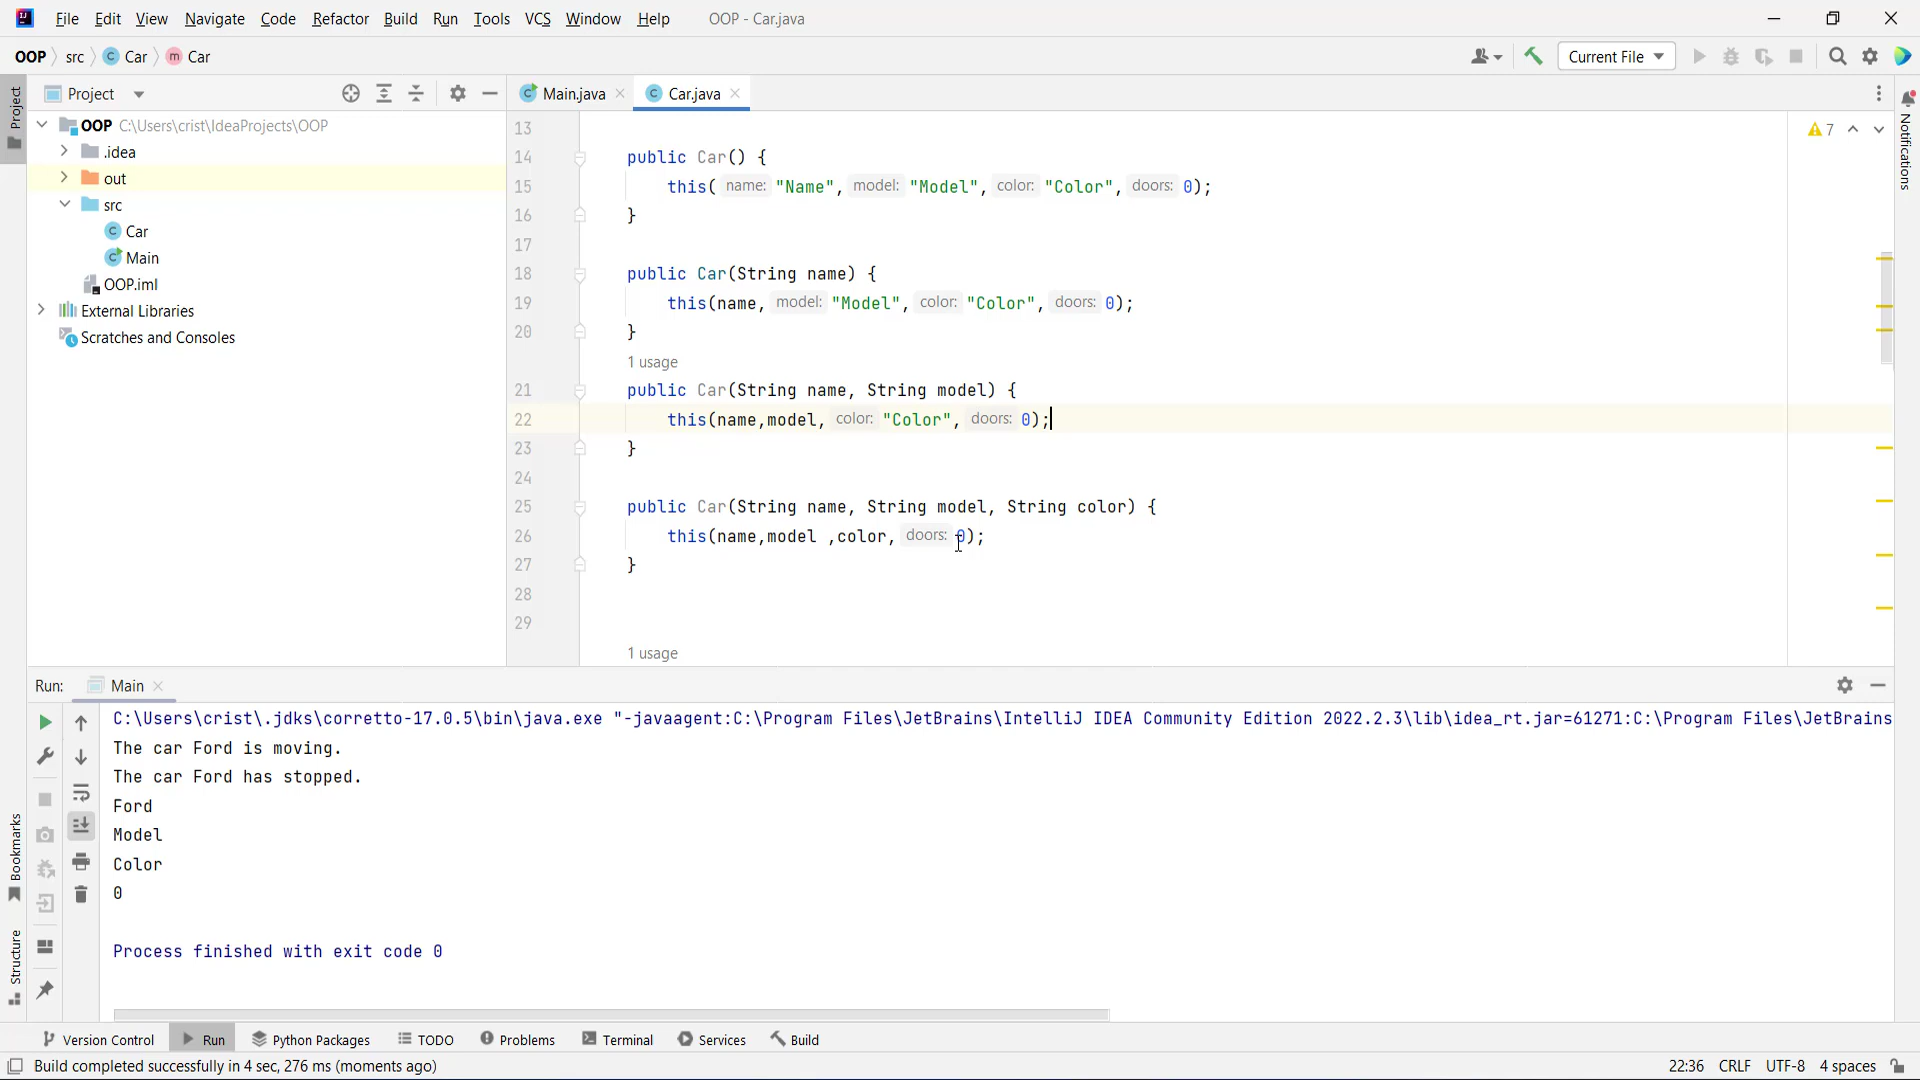 File Edit View Navigate Code Refactor Build Run Tools VCS Window Help OOP - Car.java
OOP src C Car m Car Current File
Project
Project
OOP C:\Users\crist\IdeaProjects\OOP
.idea
out
src
C Car
C Main
OOP.iml
External Libraries
Scratches and Consoles
C Main.java C Car.java
7
13
14 public Car() {
15 this( name: "Name", model: "Model", color: "Color", doors: 0);
16 }
17
18 public Car(String name) {
19 this(name, model: "Model", color: "Color", doors: 0);
20 }
1 usage
21 public Car(String name, String model) {
22 this(name,model, color: "Color", doors: 0);
23 }
24
25 public Car(String name, String model, String color) {
26 this(name,model ,color, doors: 0);
27 }
28
29
1 usage
Notifications
Run: Main
C:\Users\crist\.jdks\corretto-17.0.5\bin\java.exe "-javaagent:C:\Program Files\JetBrains\IntelliJ IDEA Community Edition 2022.2.3\lib\idea_rt.jar=61271:C:\Program Files\JetBrains
The car Ford is moving.
The car Ford has stopped.
Ford
Model
Color
0
Process finished with exit code 0
Bookmarks
Structure
Version Control Run Python Packages TODO Problems Terminal Services Build
Build completed successfully in 4 sec, 276 ms (moments ago) 22:36 CRLF UTF-8 4 spaces